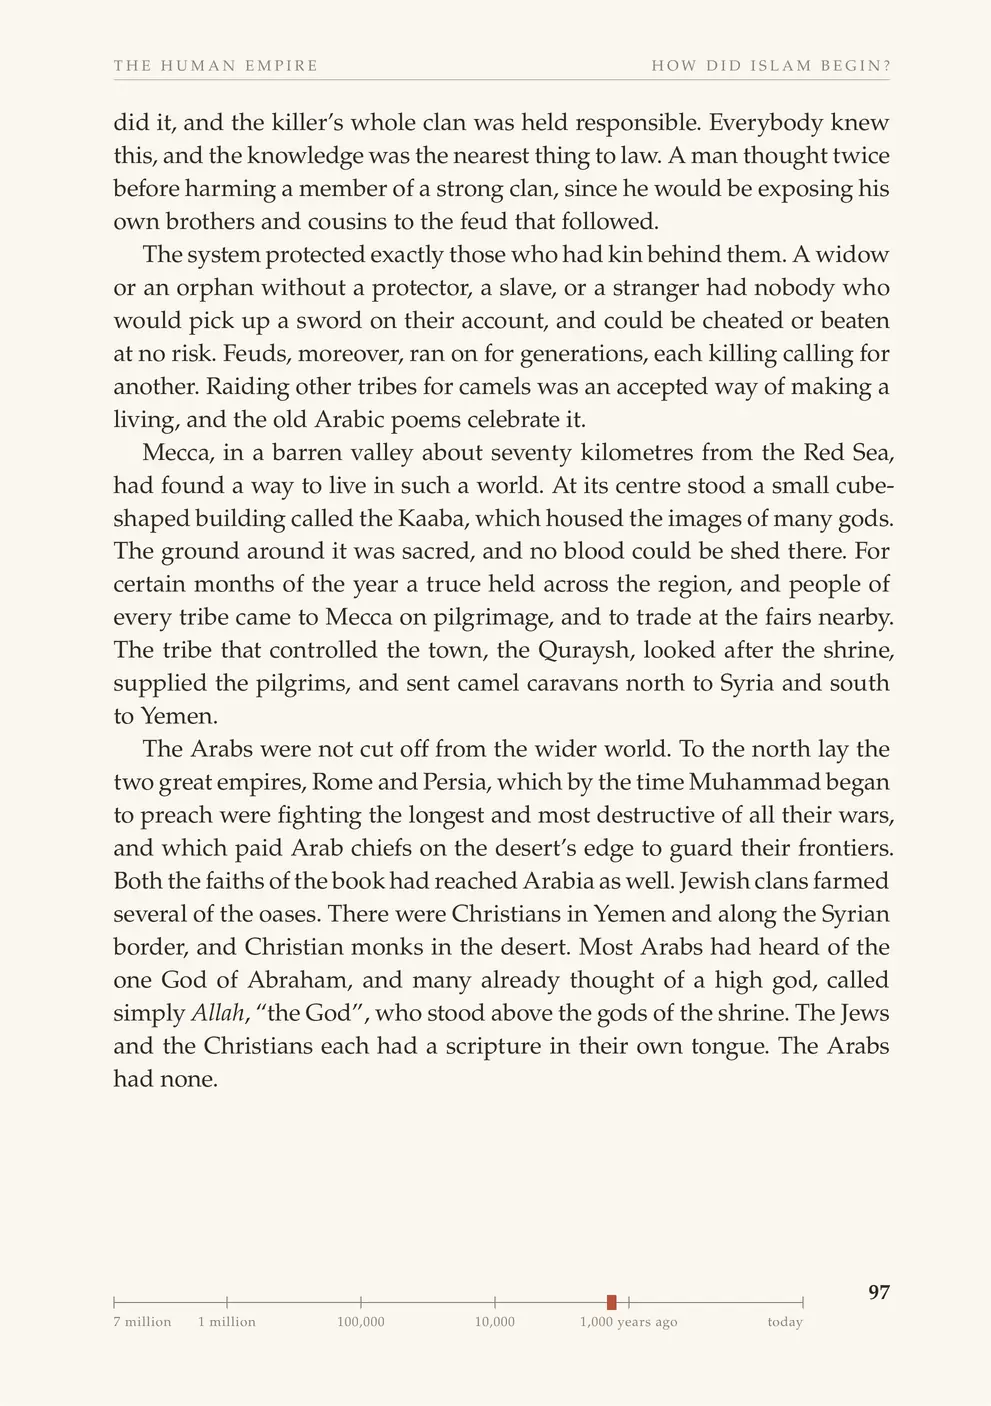 THE HUMAN EMPIRE
HOW DID ISLAM BEGIN?
did it, and the killer’s whole clan was held responsible. Everybody knew
this, and the knowledge was the nearest thing to law. A man thought twice
before harming a member of a strong clan, since he would be exposing his
own brothers and cousins to the feud that followed.
The system protected exactly those who had kin behind them. A widow
or an orphan without a protector, a slave, or a stranger had nobody who
would pick up a sword on their account, and could be cheated or beaten
at no risk. Feuds, moreover, ran on for generations, each killing calling for
another. Raiding other tribes for camels was an accepted way of making a
living, and the old Arabic poems celebrate it.
Mecca, in a barren valley about seventy kilometres from the Red Sea,
had found a way to live in such a world. At its centre stood a small cube-
shaped building called the Kaaba, which housed the images of many gods.
The ground around it was sacred, and no blood could be shed there. For
certain months of the year a truce held across the region, and people of
every tribe came to Mecca on pilgrimage, and to trade at the fairs nearby.
The tribe that controlled the town, the Quraysh, looked after the shrine,
supplied the pilgrims, and sent camel caravans north to Syria and south
to Yemen.
The Arabs were not cut off from the wider world. To the north lay the
two great empires, Rome and Persia, which by the time Muhammad began
to preach were fighting the longest and most destructive of all their wars,
and which paid Arab chiefs on the desert’s edge to guard their frontiers.
Both the faiths of the book had reached Arabia as well. Jewish clans farmed
several of the oases. There were Christians in Yemen and along the Syrian
border, and Christian monks in the desert. Most Arabs had heard of the
one God of Abraham, and many already thought of a high god, called
simply Allah, “the God”, who stood above the gods of the shrine. The Jews
and the Christians each had a scripture in their own tongue. The Arabs
had none.
97
7 million 1 million 100,000 10,000 1,000 years ago today